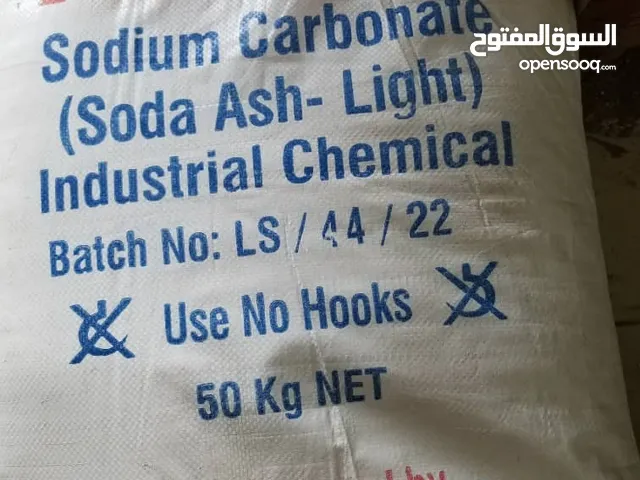 Sodium Carbonate
(Soda Ash- Light)
Industrial Chemical
Batch No: LS / 44 / 22
Use No Hooks
50 Kg NET
السوق المفتوح
opensooq.com